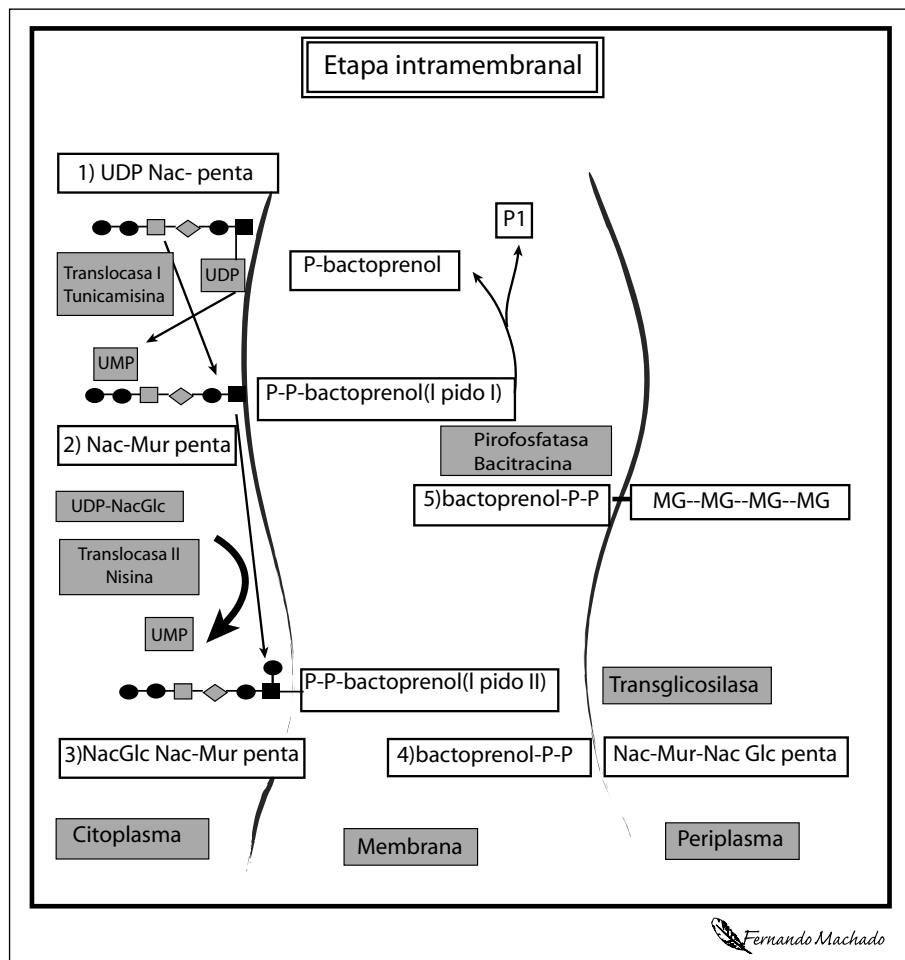 Etapa intramembranal
1) UDP Nac- penta
P1
P-bactoprenol
Translocasa I
Tunicamisina
UDP
UMP
P-P-bactoprenol(l pido I)
2) Nac-Mur penta
Pirofosfatasa
Bacitracina
5)bactoprenol-P-P
MG--MG--MG--MG
UDP-NacGlc
Translocasa II
Nisina
UMP
P-P-bactoprenol(l pido II)
Transglicosilasa
3)NacGlc Nac-Mur penta
4)bactoprenol-P-P
Nac-Mur-Nac Glc penta
Citoplasma
Membrana
Periplasma
Fernando Machado